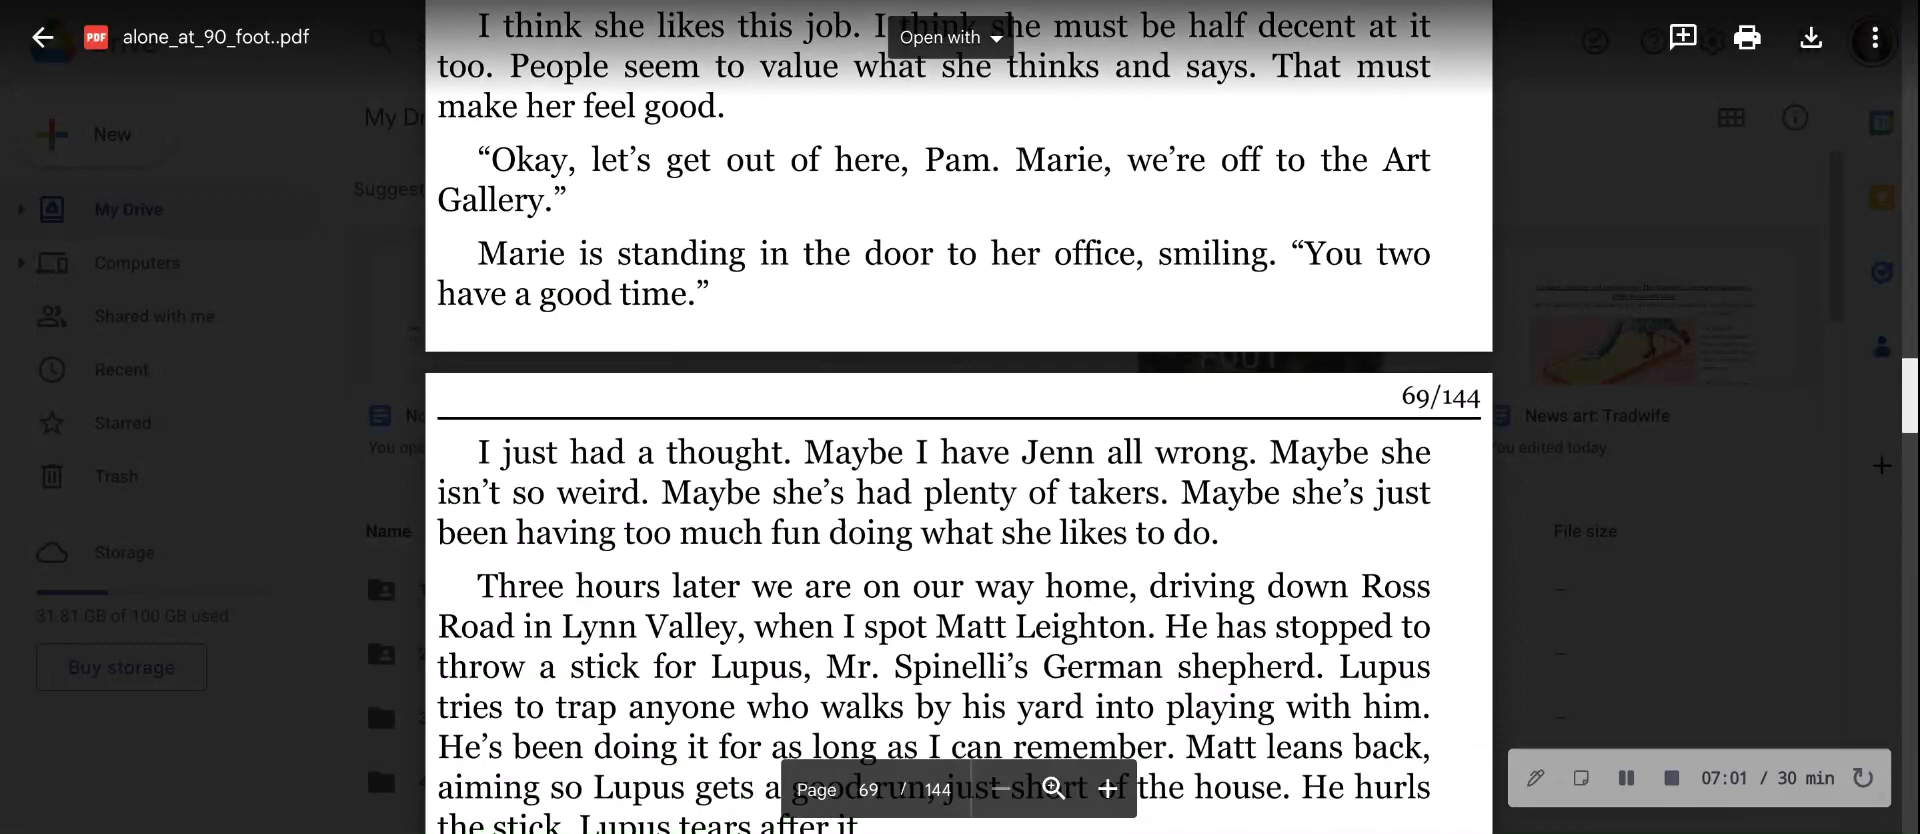 alone_at_90_foot..pdf
Open with
I think she likes this job. I think she must be half decent at it
too. People seem to value what she thinks and says. That must
make her feel good.
“Okay, let’s get out of here, Pam. Marie, we’re off to the Art
Gallery.”
Marie is standing in the door to her office, smiling. “You two
have a good time.”
69/144
I just had a thought. Maybe I have Jenn all wrong. Maybe she
isn’t so weird. Maybe she’s had plenty of takers. Maybe she’s just
been having too much fun doing what she likes to do.
Three hours later we are on our way home, driving down Ross
Road in Lynn Valley, when I spot Matt Leighton. He has stopped to
throw a stick for Lupus, Mr. Spinelli’s German shepherd. Lupus
tries to trap anyone who walks by his yard into playing with him.
He’s been doing it for as long as I can remember. Matt leans back,
aiming so Lupus gets a good run, just short of the house. He hurls
the stick. Lupus tears after it
Page 69 / 144
New
My Drive
Computers
Shared with me
Recent
Starred
Trash
Storage
31.81 GB of 100 GB used
Buy storage
My Dr
Suggest
You ope
Name
News art: Tradwife
You edited today
File size
07:01 / 30 min